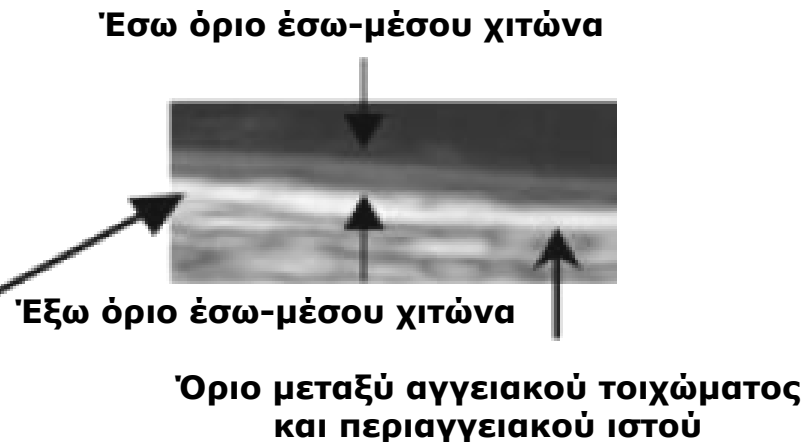 Έσω όριο έσω-μέσου χιτώνα
Έξω όριο έσω-μέσου χιτώνα
Όριο μεταξύ αγγειακού τοιχώματος
και περιαγγειακού ιστού